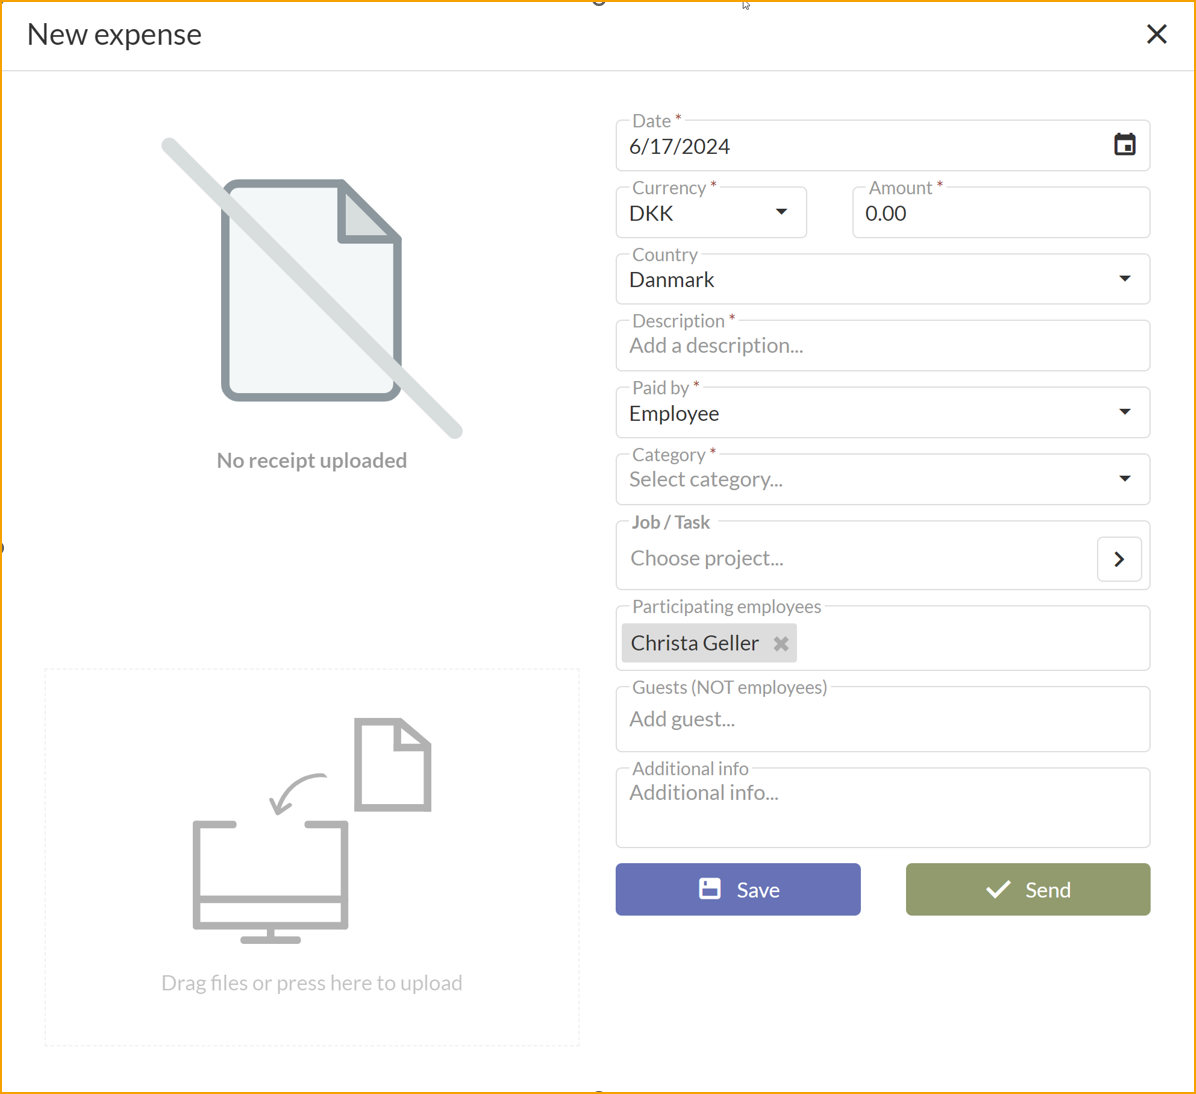 New expense
No receipt uploaded
Drag files or press here to upload
Date *
6/17/2024
Currency *
DKK
Amount *
0.00
Country
Danmark
Description *
Add a description...
Paid by *
Employee
Category *
Select category...
Job / Task
Choose project...
Participating employees
Christa Geller
Guests (NOT employees)
Add guest...
Additional info
Additional info...
Save
Send